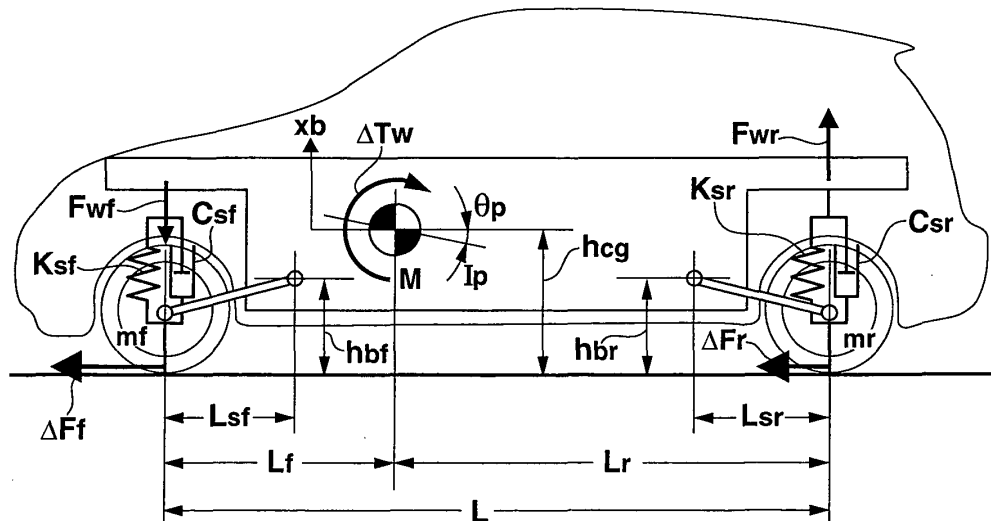 xb
ΔTw
Fwr
Fwf
Csf
θp
Ksr
Csr
Ksf
hcg
M
Ip
mf
hbf
hbr
ΔFr
mr
ΔFf
Lsf
Lsr
Lf
Lr
L